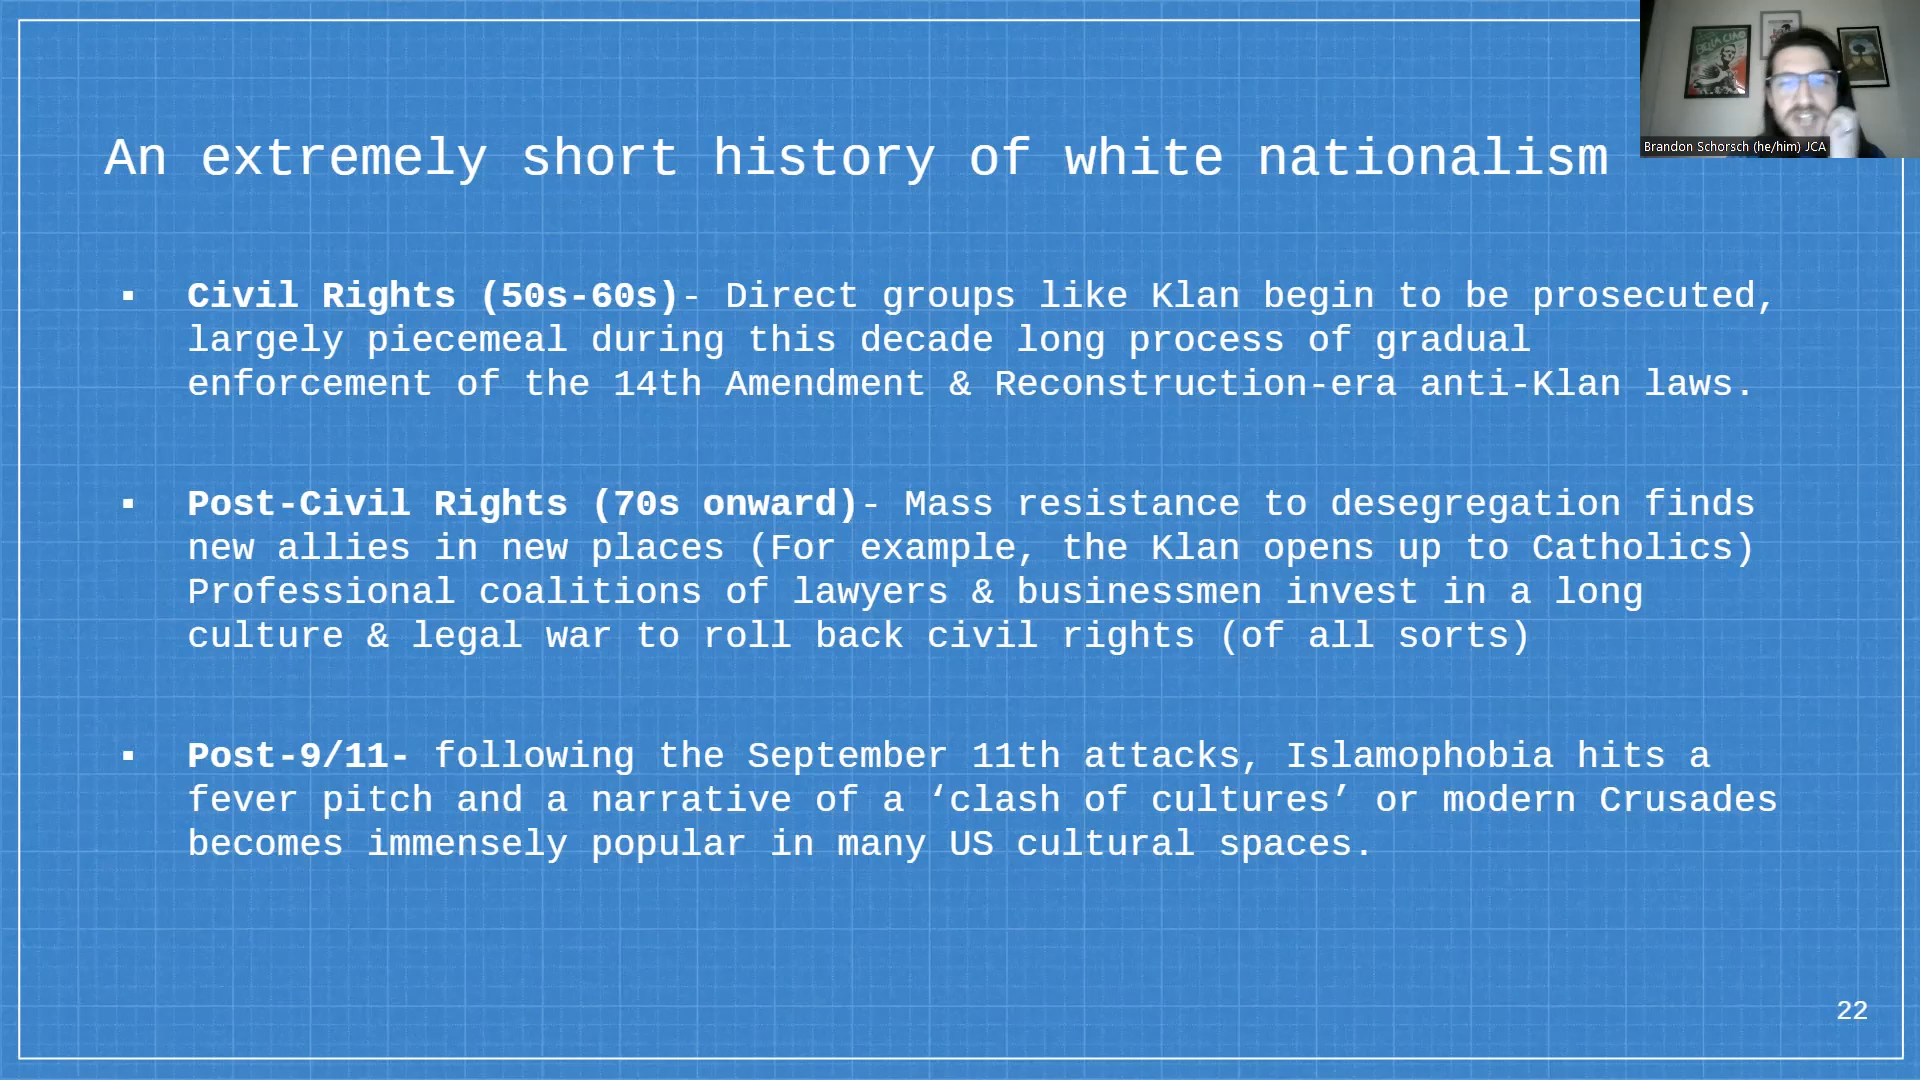 An extremely short history of white nationalism
BELLA CIAO
Brandon Schorsch (he/him) JCA
▪ Civil Rights (50s-60s)- Direct groups like Klan begin to be prosecuted,
largely piecemeal during this decade long process of gradual
enforcement of the 14th Amendment & Reconstruction-era anti-Klan laws.
▪ Post-Civil Rights (70s onward)- Mass resistance to desegregation finds
new allies in new places (For example, the Klan opens up to Catholics)
Professional coalitions of lawyers & businessmen invest in a long
culture & legal war to roll back civil rights (of all sorts)
▪ Post-9/11- following the September 11th attacks, Islamophobia hits a
fever pitch and a narrative of a ‘clash of cultures’ or modern Crusades
becomes immensely popular in many US cultural spaces.
22